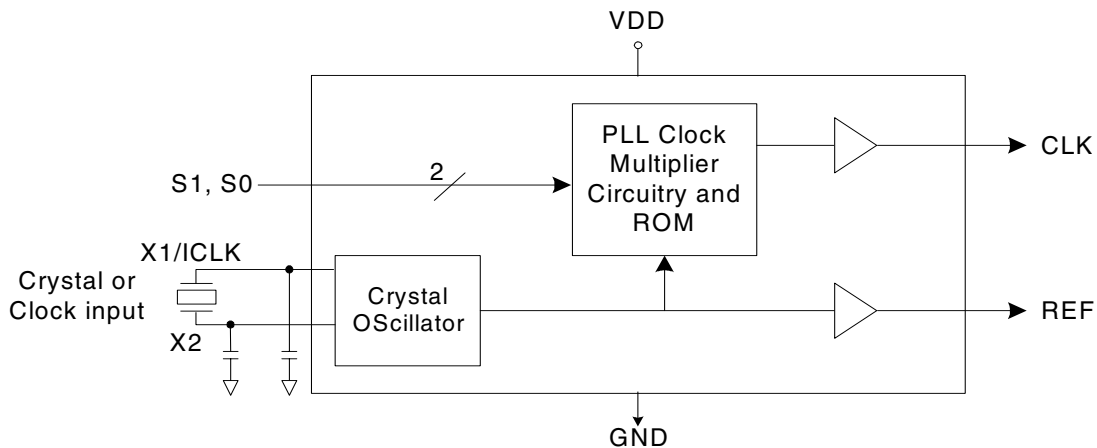 VDD
PLL Clock
Multiplier
Circuitry and
ROM
CLK
2
S1, S0
X1/ICLK
Crystal or
Clock input
X2
Crystal
OScillator
REF
GND